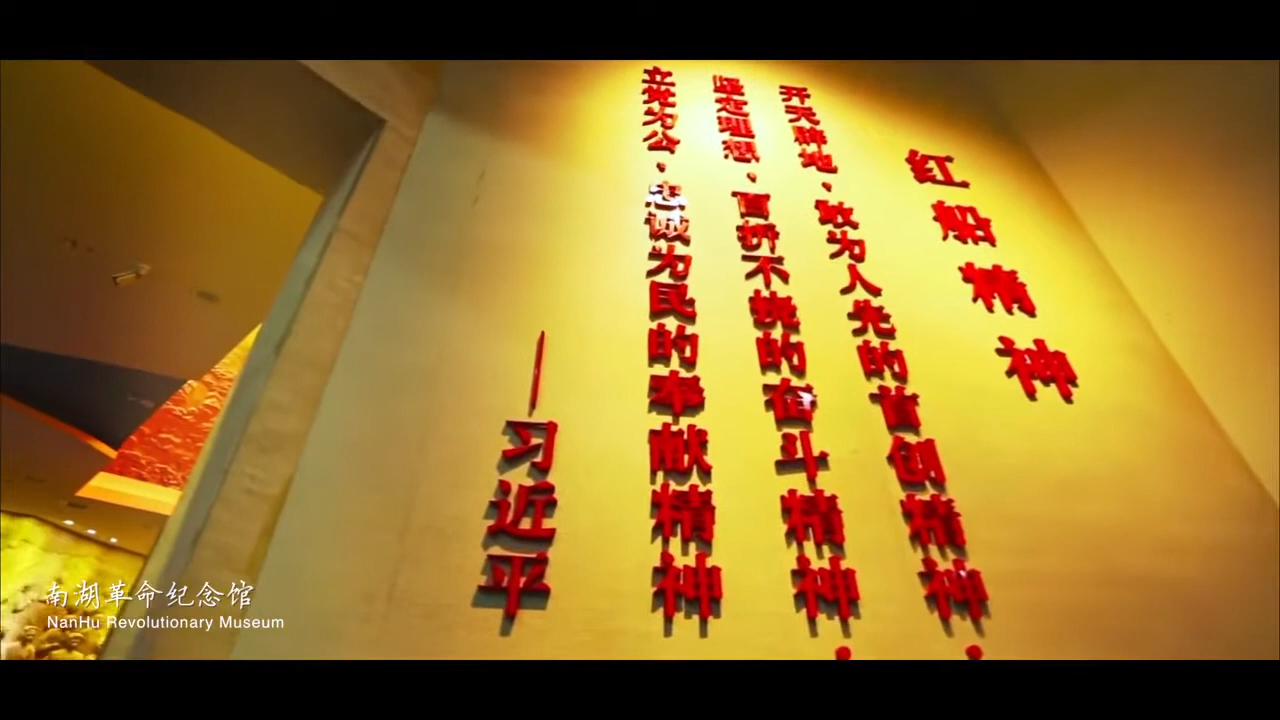 红船精神
开天辟地，敢为人先的首创精神；
坚定理想，百折不挠的奋斗精神；
立党为公，忠诚为民的奉献精神
——习近平
南湖革命纪念馆
NanHu Revolutionary Museum